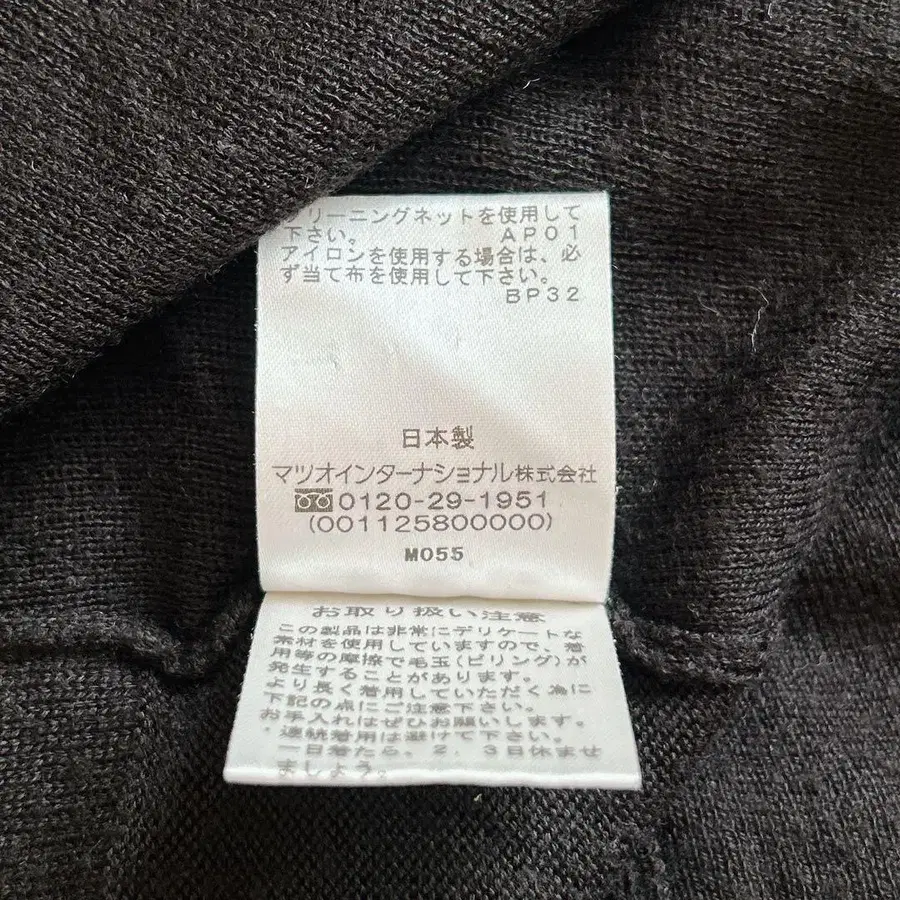 クリーニングネットを使用して
下さい。 AP01
アイロンを使用する場合は、必
ず当て布を使用して下さい。
BP32
日本製
マツオインターナショナル株式会社
0120-29-1951
(001125800000)
M055
お取り扱い注意
この製品は非常にデリケートな
素材を使用していますので、着
用等の摩擦で毛玉(ピリング)が
発生することがあります。
より長く着用していただく為に
下記の点にご注意下さい。
お手入れはぜひお願いします。
・連続着用は避けて下さい。
一日着たら、2、3日休ませ
ましょう。